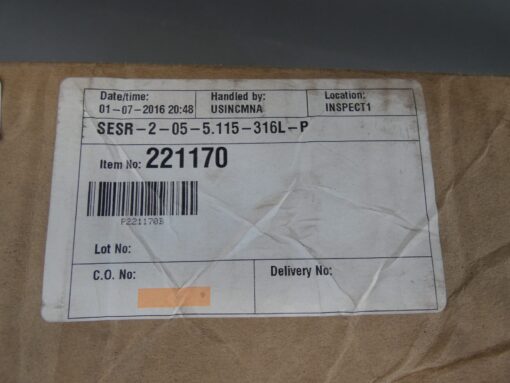 Date/time: Handled by: Location:
01-07-2016 20:48 USINCMNA INSPECT1
SESR-2-05-5.115-316L-P
Item No: 221170
P221170B
Lot No:
C.O. No: Delivery No: